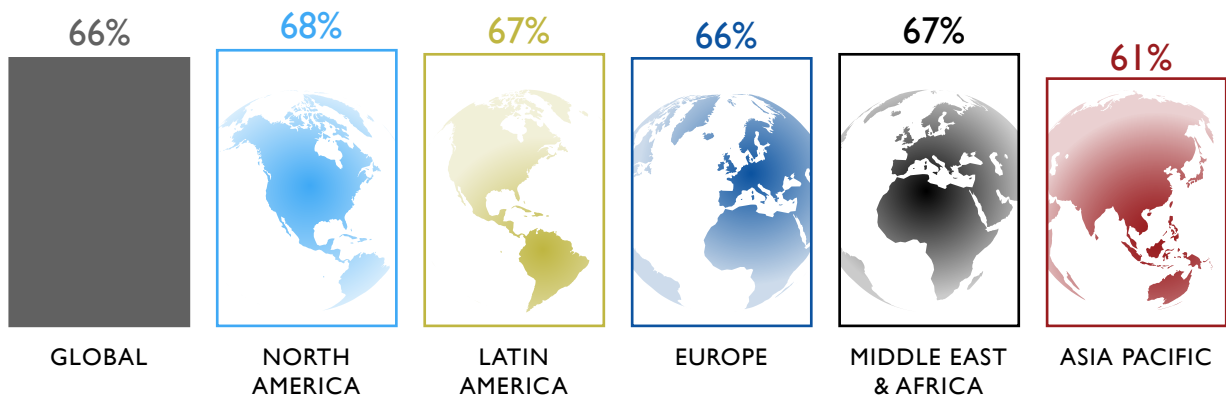 66%
68%
67%
66%
67%
61%
GLOBAL
NORTH
AMERICA
LATIN
AMERICA
EUROPE
MIDDLE EAST
& AFRICA
ASIA PACIFIC